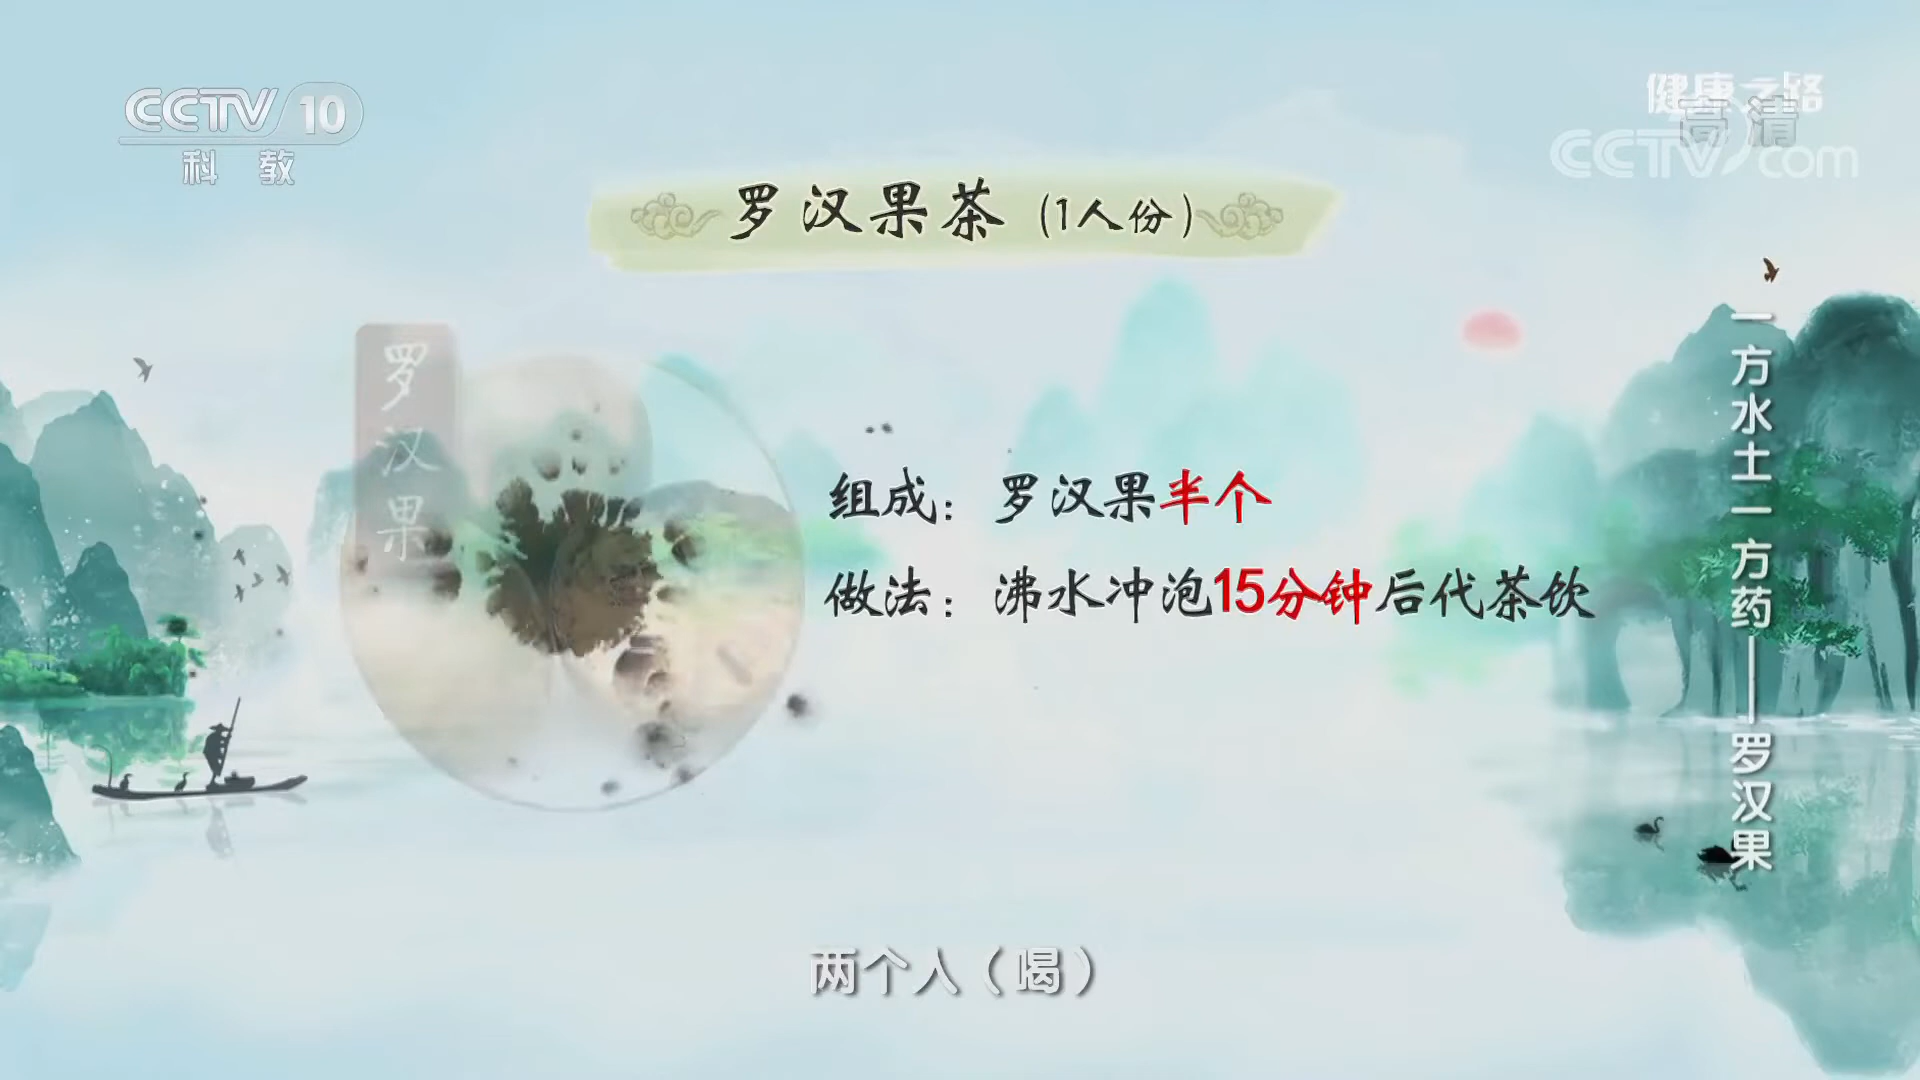 CCTV 10
科 教
健康之路
高清
CCTV.com
罗汉果茶（1人份）
罗汉果
组成：罗汉果半个
做法：沸水冲泡15分钟后代茶饮
一方水土一方药——罗汉果
两个人（喝）